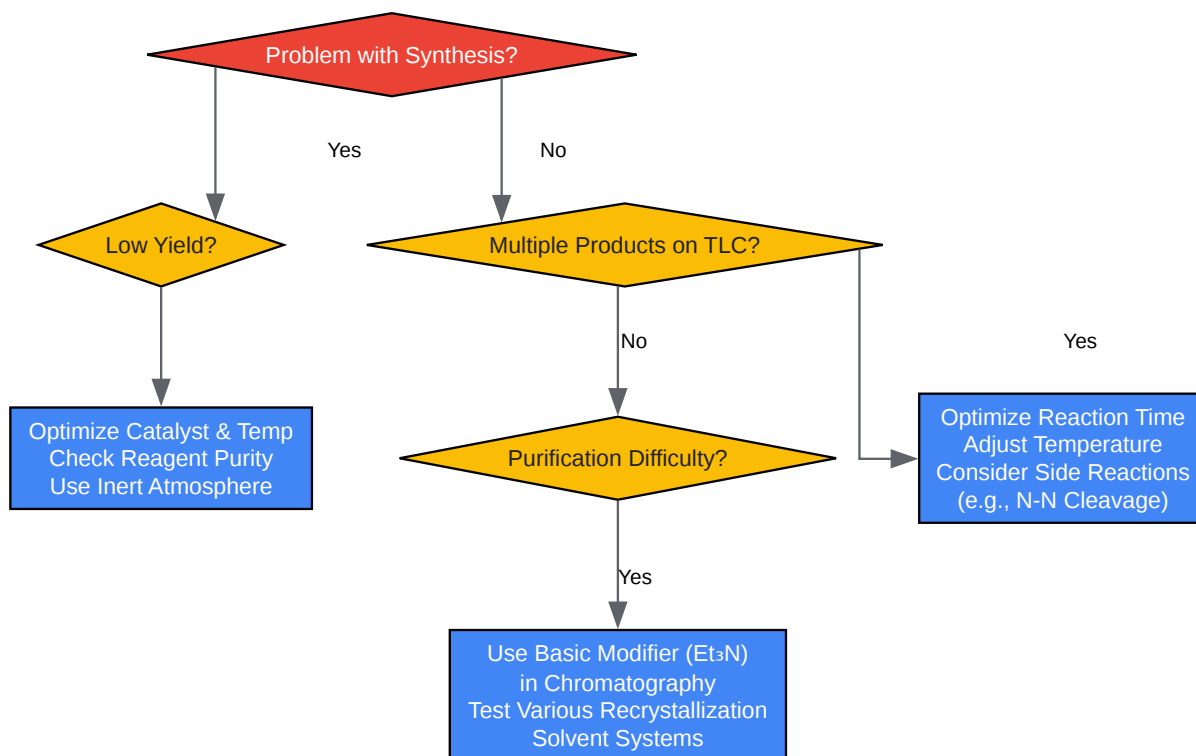 Problem with Synthesis?
Yes
No
Low Yield?
Multiple Products on TLC?
No
Yes
Optimize Catalyst & Temp
Check Reagent Purity
Use Inert Atmosphere
Purification Difficulty?
Optimize Reaction Time
Adjust Temperature
Consider Side Reactions
(e.g., N-N Cleavage)
Yes
Use Basic Modifier (Et₃N)
in Chromatography
Test Various Recrystallization
Solvent Systems